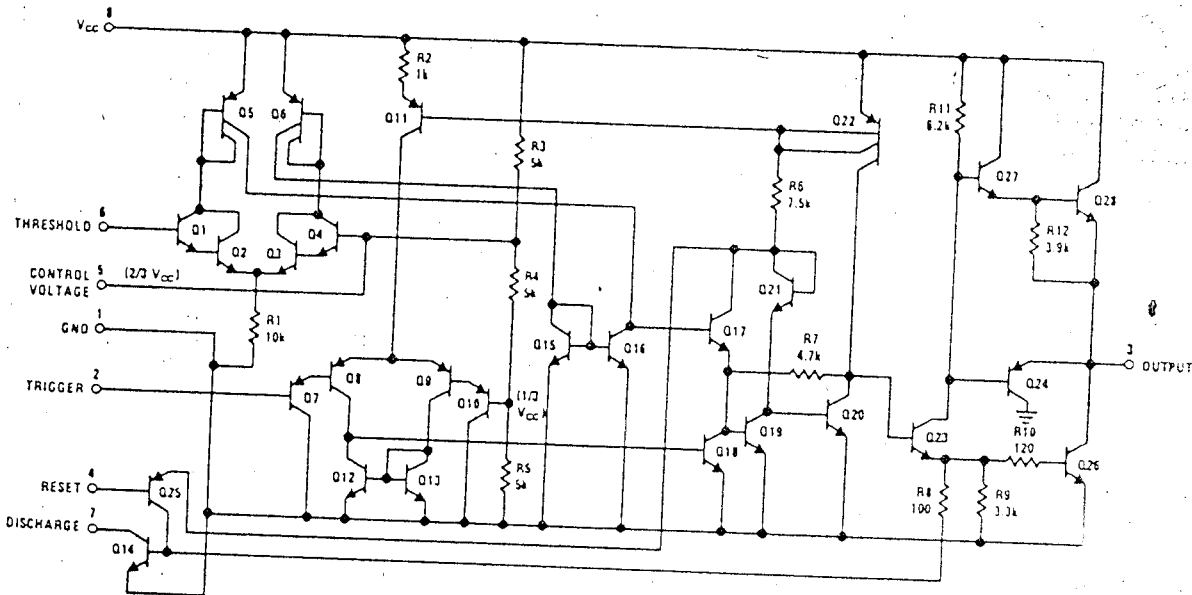 8
VCC
R2
1k
Q5
Q6
Q11
R3
5k
Q22
R11
6.2k
Q27
Q28
R12
3.9k
R6
7.5k
6
THRESHOLD
Q1
Q2
Q3
Q4
5
CONTROL (2/3 VCC)
VOLTAGE
1
GND
R1
10k
R4
5k
Q21
Q15
Q16
Q17
R7
4.7k
3
OUTPUT
2
TRIGGER
Q7
Q8
Q9
Q10
(1/3
VCC)
Q24
Q20
Q23
R10
120
Q18
Q19
Q26
Q12
Q13
R5
5k
4
RESET
Q25
R8
100
R9
3.3k
7
DISCHARGE
Q14